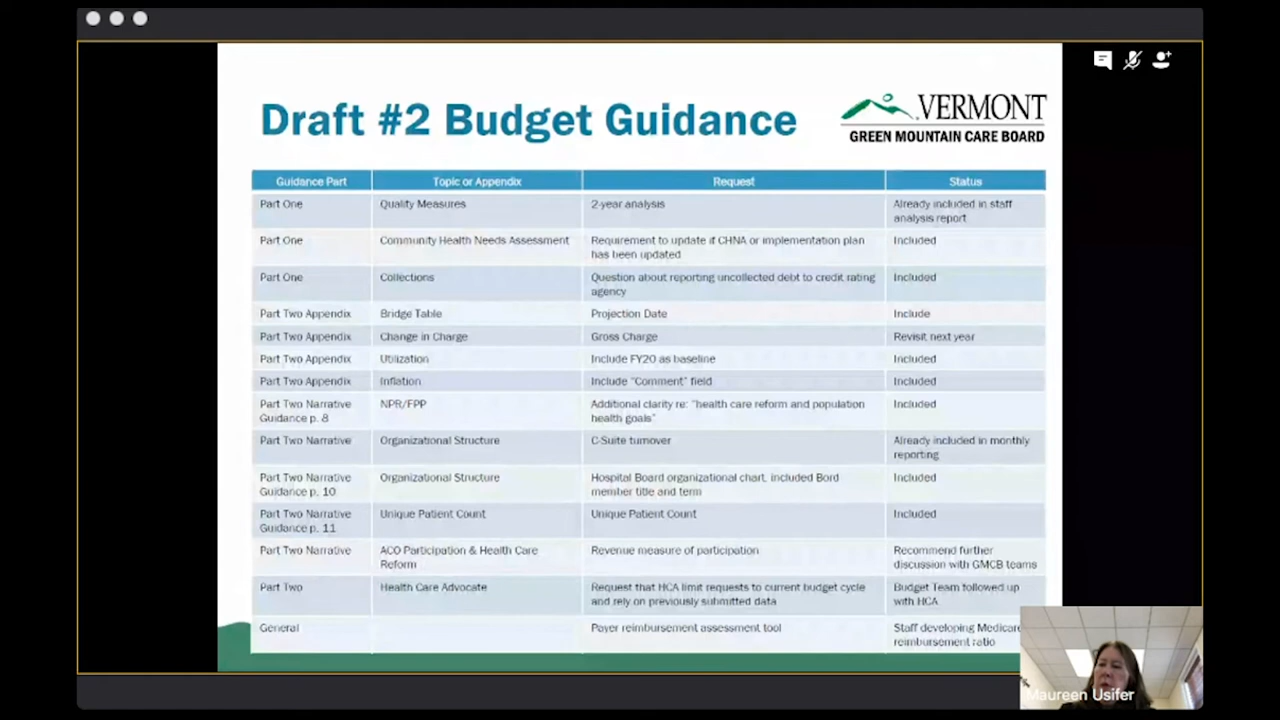 Draft #2 Budget Guidance
VERMONT
GREEN MOUNTAIN CARE BOARD
Guidance Part Topic or Appendix Request Status
Part One Quality Measures 2-year analysis Already included in staff
analysis report
Part One Community Health Needs Assessment Requirement to update if CHNA or implementation plan Included
has been updated
Part One Collections Question about reporting uncollected debt to credit rating Included
agency
Part Two Appendix Bridge Table Projection Date Include
Part Two Appendix Change in Charge Gross Charge Revisit next year
Part Two Appendix Utilization Include FY20 as baseline Included
Part Two Appendix Inflation Include "Comment" field Included
Part Two Narrative NPR/FPP Additional clarity re: "health care reform and population Included
Guidance p. 8 health goals"
Part Two Narrative Organizational Structure C-Suite turnover Already included in monthly
reporting
Part Two Narrative Organizational Structure Hospital Board organizational chart, included Bord Included
Guidance p. 10 member title and term
Part Two Narrative Unique Patient Count Unique Patient Count Included
Guidance p. 11
Part Two Narrative ACO Participation & Health Care Revenue measure of participation Recommend further
Reform discussion with GMCB teams
Part Two Health Care Advocate Request that HCA limit requests to current budget cycle Budget Team followed up
and rely on previously submitted data with HCA
General Payer reimbursement assessment tool Staff developing Medicare
reimbursement ratio
Maureen Usifer